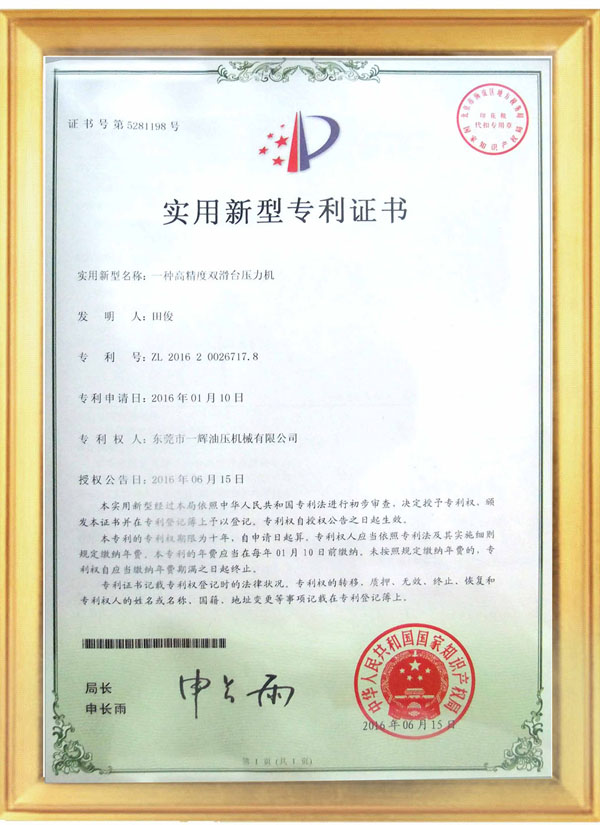 证书号第5281198号
印花税
代扣专用章
国家知识产权局
实用新型专利证书
实用新型名称：一种高精度双滑台压力机
发明人：田俊
专利号：ZL 2016 2 0026717.8
专利申请日：2016年01月10日
专利权人：东莞市一辉油压机械有限公司
授权公告日：2016年06月15日
本实用新型经过本局依照中华人民共和国专利法进行初步审查，决定授予专利权，颁
发本证书并在专利登记簿上予以登记。专利权自授权公告之日起生效。
本专利的专利权期限为十年，自申请日起算。专利权人应当依照专利法及其实施细则
规定缴纳年费。本专利的年费应当在每年01月10日前缴纳。未按照规定缴纳年费的，专
利权自应当缴纳年费期满之日起终止。
专利证书记载专利权登记时的法律状况。专利权的转移、质押、无效、终止、恢复和
专利权人的姓名或名称、国籍、地址变更等事项记载在专利登记簿上。
局长
申长雨
申长雨
中华人民共和国国家知识产权局
2016年06月15日
第1页(共1页)